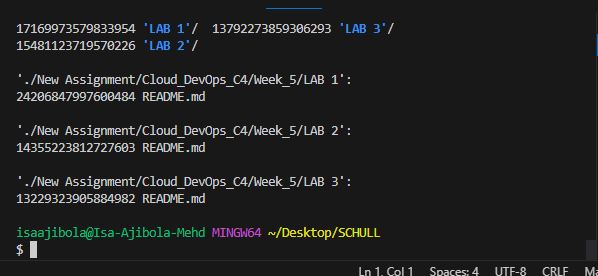 17169973579833954 'LAB 1'/  13792273859306293 'LAB 3'/
15481123719570226 'LAB 2'/
'./New Assignment/Cloud_DevOps_C4/Week_5/LAB 1':
24206847997600484 README.md
'./New Assignment/Cloud_DevOps_C4/Week_5/LAB 2':
14355223812727603 README.md
'./New Assignment/Cloud_DevOps_C4/Week_5/LAB 3':
13229323905884982 README.md
isaajibola@Isa-Ajibola-Mehd MINGW64 ~/Desktop/SCHULL
$
Ln 1, Col 1 Spaces: 4 UTF-8 CRLF